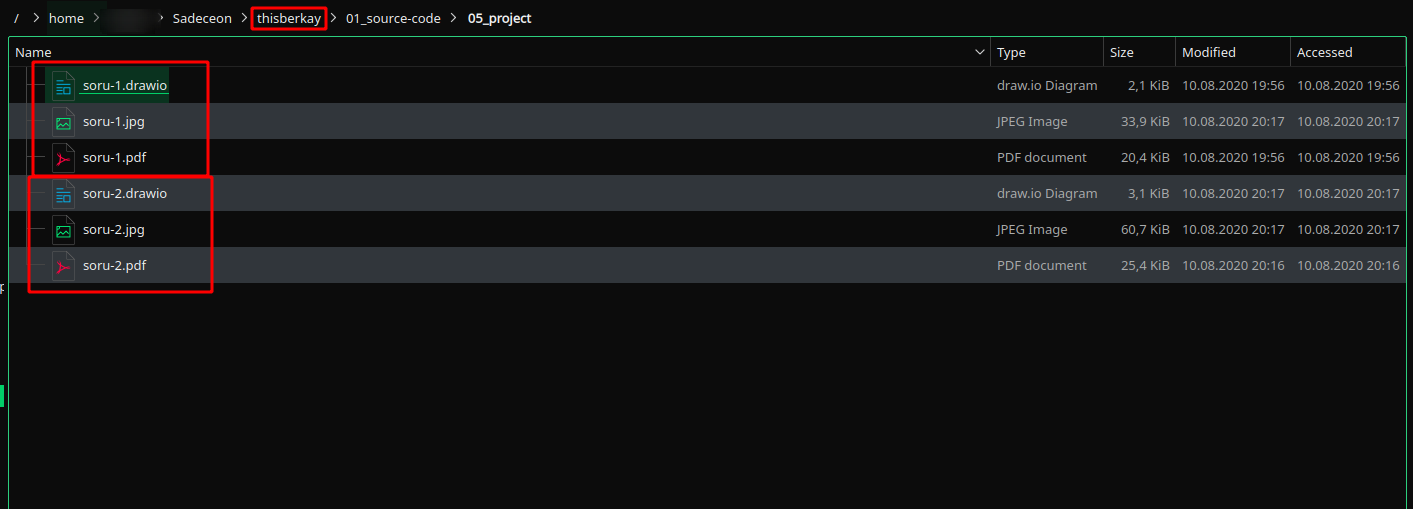 / > home > > Sadeceon > thisberkay > 01_source-code > 05_project
Name Type Size Modified Accessed
soru-1.drawio draw.io Diagram 2,1 KiB 10.08.2020 19:56 10.08.2020 19:56
soru-1.jpg JPEG Image 33,9 KiB 10.08.2020 20:17 10.08.2020 20:17
soru-1.pdf PDF document 20,4 KiB 10.08.2020 19:56 10.08.2020 19:56
soru-2.drawio draw.io Diagram 3,1 KiB 10.08.2020 20:17 10.08.2020 20:17
soru-2.jpg JPEG Image 60,7 KiB 10.08.2020 20:17 10.08.2020 20:17
soru-2.pdf PDF document 25,4 KiB 10.08.2020 20:16 10.08.2020 20:16